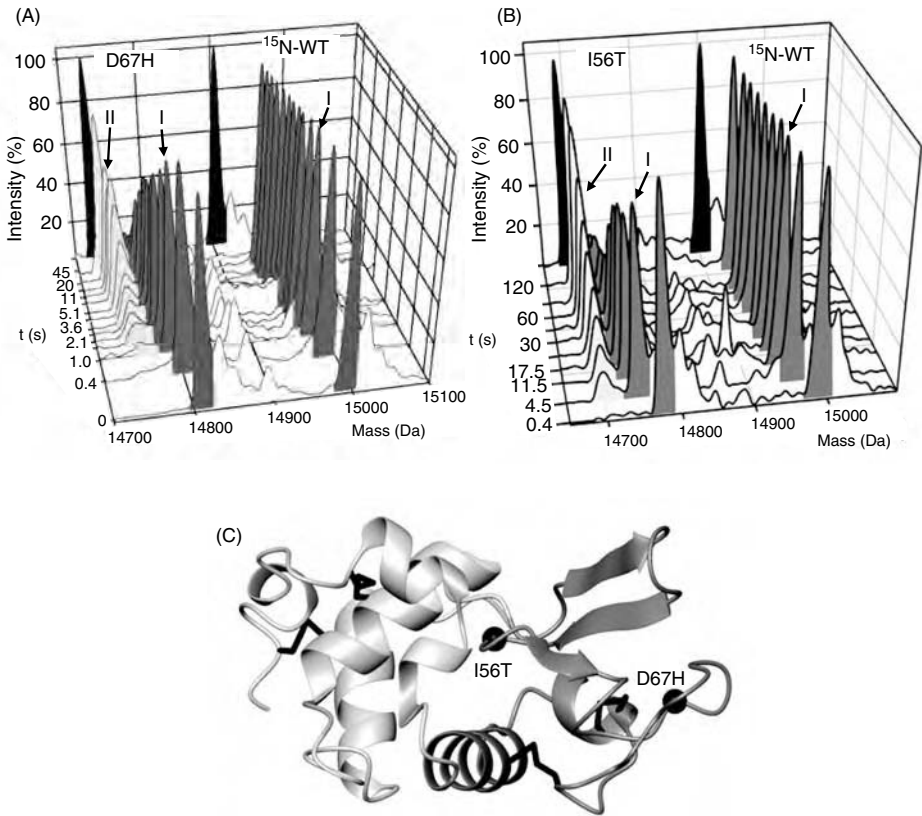 (A)
D67H
¹⁵N-WT
II
I
I
Intensity (%)
100
80
60
40
20
t (s)
45
20
11
5.1
3.6
2.1
1.0
0.4
0
14700
14800
14900
15000
15100
Mass (Da)
(B)
I56T
¹⁵N-WT
II
I
I
Intensity (%)
100
80
60
40
20
t (s)
120
60
30
17.5
11.5
4.5
0.4
14700
14800
14900
15000
Mass (Da)
(C)
I56T
D67H